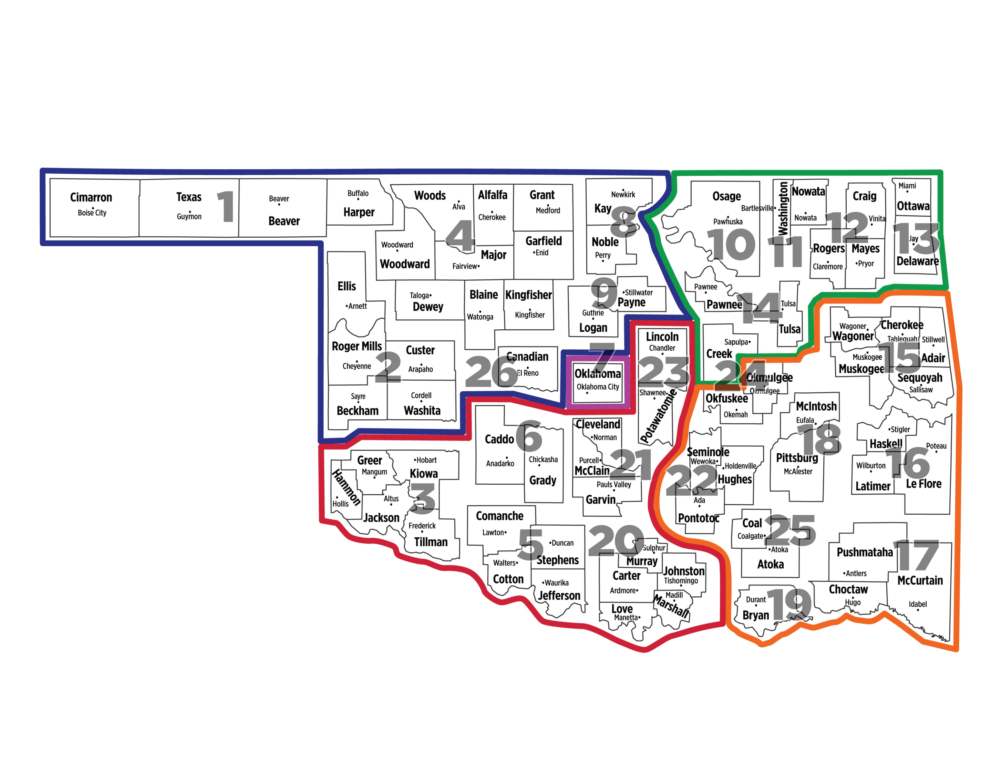 Cimarron
Boise City
Texas
Guymon
1
Beaver
Beaver
Buffalo
Harper
Woods
Alva
Alfalfa
Cherokee
Grant
Medford
4
Woodward
Woodward
Major
Fairview
Garfield
Enid
Newkirk
Kay
8
Noble
Perry
Osage
Bartlesville
Pawhuska
10
Washington
11
Nowata
Nowata
Craig
Vinita
12
Rogers
Claremore
Mayes
Pryor
Miami
Ottawa
13
Jay
Delaware
Ellis
Arnett
Taloga
Dewey
Blaine
Watonga
Kingfisher
Kingfisher
9
Stillwater
Payne
Guthrie
Logan
Pawnee
Pawnee
14
Tulsa
Tulsa
Roger Mills
Cheyenne
2
Custer
Arapaho
26
Canadian
El Reno
7
Oklahoma
Oklahoma City
Lincoln
Chandler
23
Shawnee
Potawatomie
Sapulpa
Creek
24
Okmulgee
Okmulgee
Wagoner
Wagoner
Cherokee
Tahlequah
Stillwell
15
Adair
Muskogee
Muskogee
Sequoyah
Sallisaw
Sayre
Beckham
Cordell
Washita
Okfuskee
Okemah
McIntosh
Eufala
18
Pittsburg
McAlester
Caddo
Anadarko
6
Chickasha
Grady
Cleveland
Norman
Purcell
McClain
21
Pauls Valley
Garvin
Seminole
Wewoka
22
Holdenville
Hughes
Ada
Pontotoc
Stigler
Haskell
Poteau
16
Wilburton
Latimer
Le Flore
Greer
Mangum
Hobart
Kiowa
Hammon
Hollis
3
Altus
Jackson
Frederick
Tillman
Comanche
Lawton
5
Duncan
Stephens
Walters
Cotton
Waurika
Jefferson
20
Sulphur
Murray
Carter
Ardmore
Johnston
Tishomingo
Madill
Marshall
Love
Manetta
Coal
Coalgate
25
Atoka
Atoka
Pushmataha
Antlers
17
McCurtain
Idabel
Choctaw
Hugo
Durant
Bryan
19